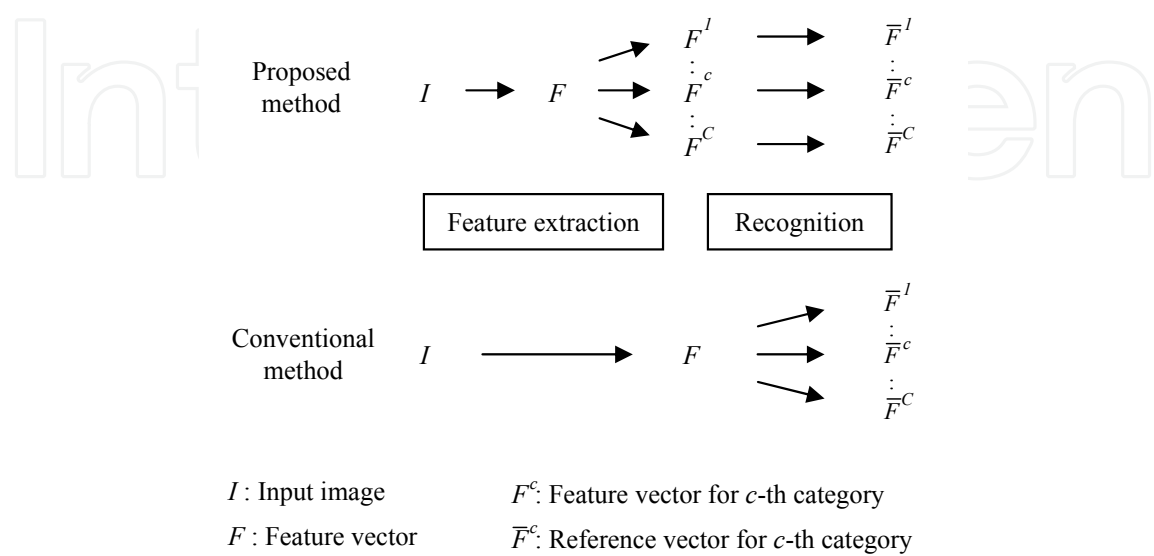 Proposed method
I F F^1 F̅^1
⋮ ⋮
F^c F̅^c
⋮ ⋮
F^C F̅^C
Feature extraction Recognition
Conventional method
I F F̅^1
⋮
F̅^c
⋮
F̅^C
I : Input image
F^c: Feature vector for c-th category
F : Feature vector
F̅^c: Reference vector for c-th category